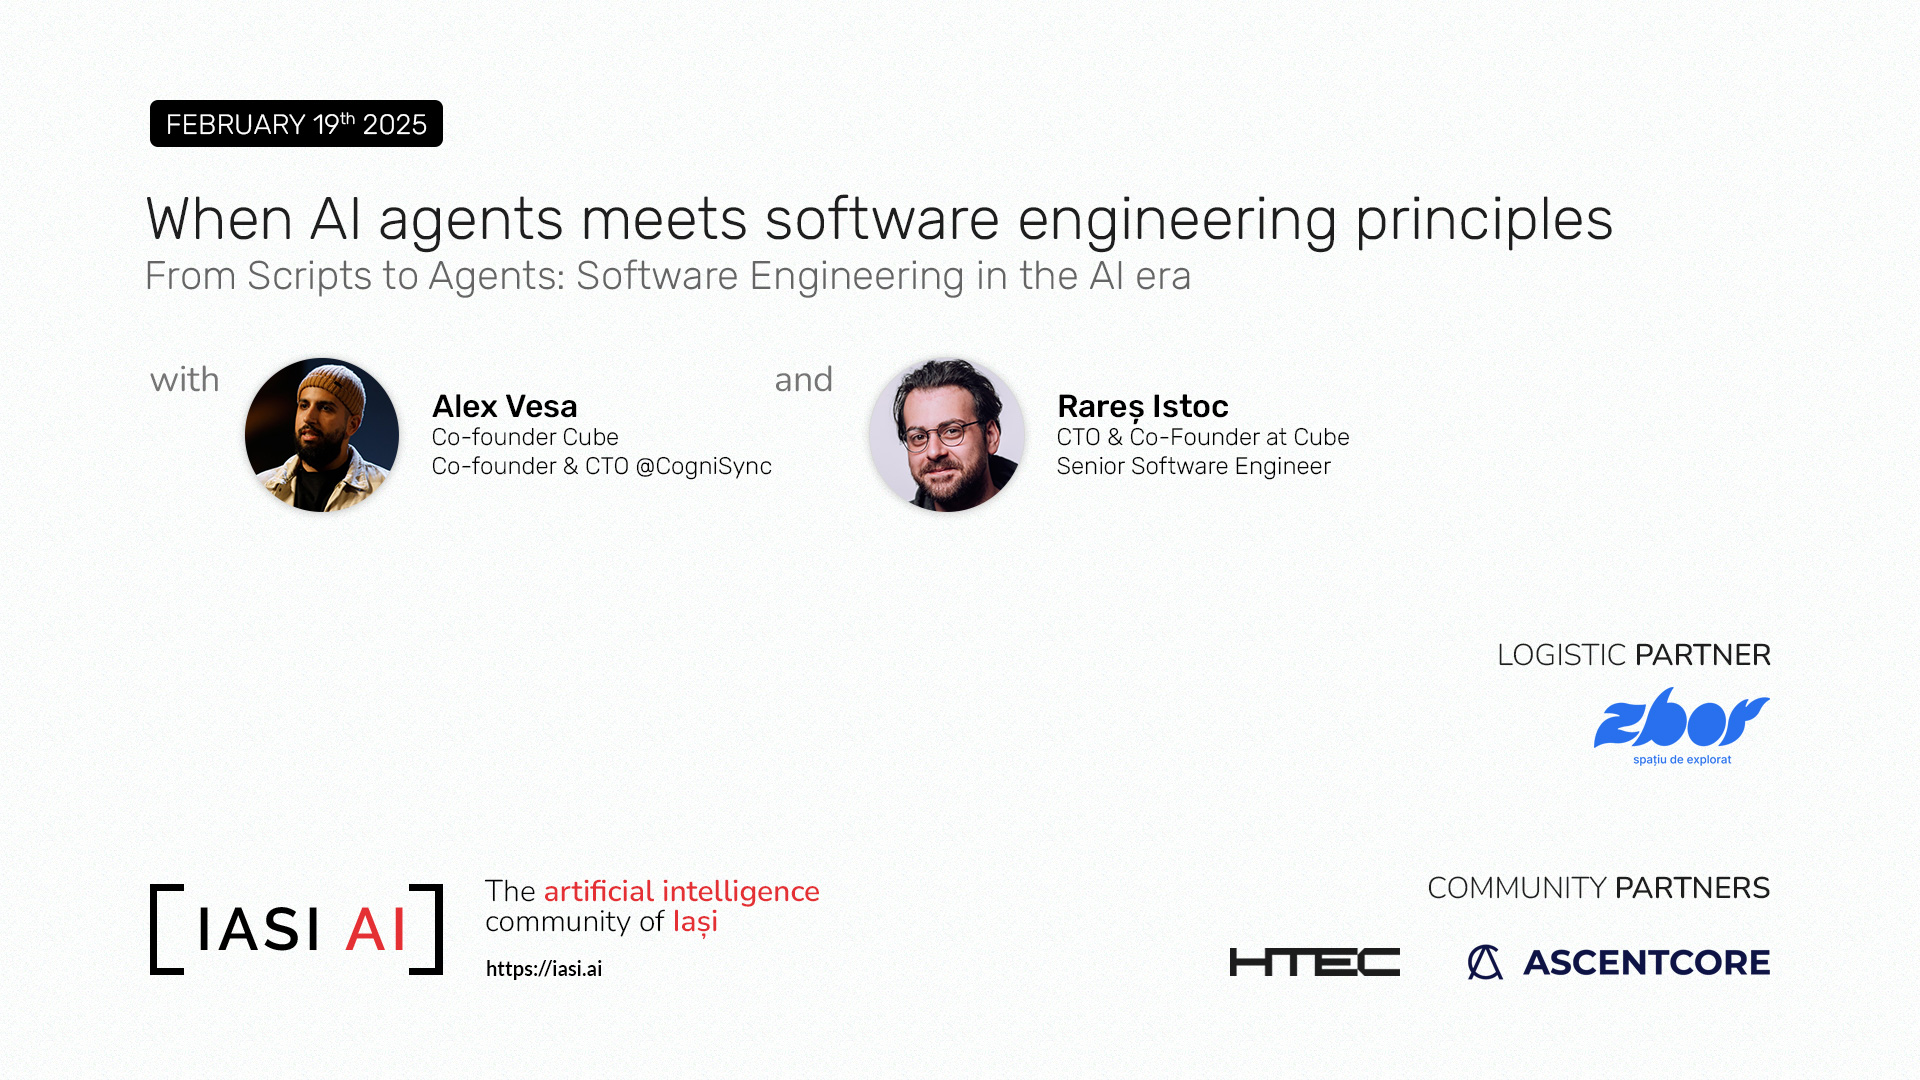 FEBRUARY 19th 2025
When AI agents meets software engineering principles
From Scripts to Agents: Software Engineering in the AI era
with
Alex Vesa
Co-founder Cube
Co-founder & CTO @CogniSync
and
Rareș Istoc
CTO & Co-Founder at Cube
Senior Software Engineer
LOGISTIC PARTNER
zbor
spațiu de explorat
IASI AI
The artificial intelligence
community of Iași
https://iasi.ai
COMMUNITY PARTNERS
HTEC
ASCENTCORE